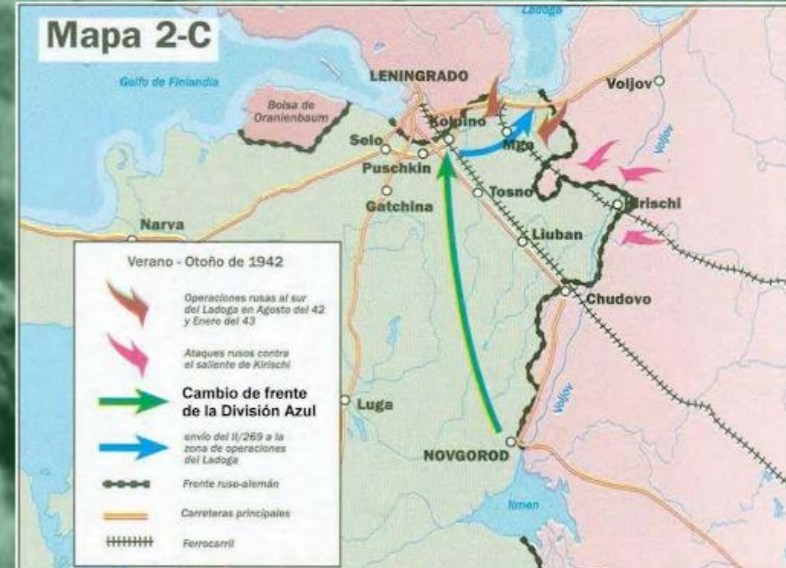 Mapa 2-C
Ladoga
Golfo de Finlandia
LENINGRADO
Voljov
Bolsa de
Oranienbaum
Kolpino
Voljov
Selo
Mga
Puschkin
Gatchina
Tosno
Kirischi
Narva
Liuban
Chudovo
Luga
Voljov
NOVGOROD
Ilmen
Verano - Otoño de 1942
Operaciones rusas al sur
del Ladoga en Agosto del 42
y Enero del 43
Ataques rusos contra
el saliente de Kirischi
Cambio de frente
de la División Azul
envío del II/269 a la
zona de operaciones
del Ladoga
Frente ruso-alemán
Carreteras principales
Ferrocarril